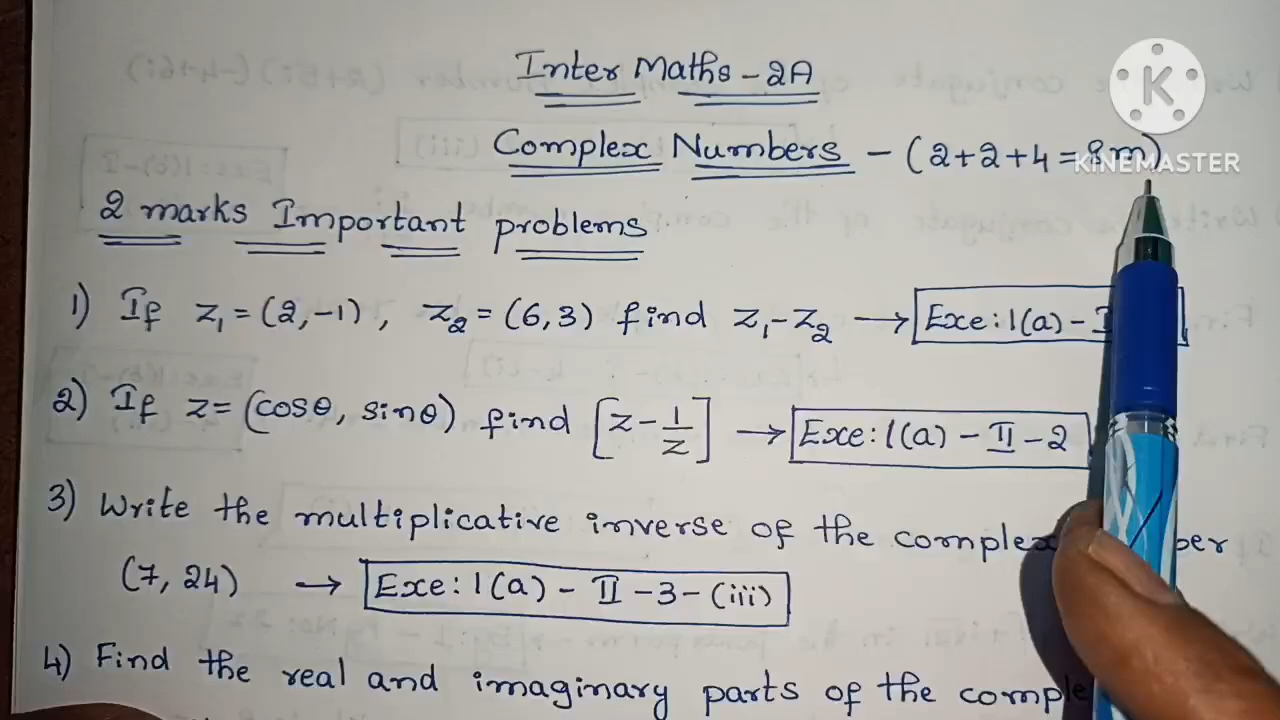 Inter Maths - 2A
Complex Numbers - (2+2+4=8m)
KINEMASTER
2 marks Important problems
1) If z₁=(2,-1), z₂=(6,3) find z₁-z₂ → Exe: 1(a) -
2) If z=(cosθ, sinθ) find [z-1/z] → Exe: 1(a) - II - 2
3) Write the multiplicative inverse of the complex
(7, 24) → Exe: 1(a) - II - 3 - (iii)
4) Find the real and imaginary parts of the